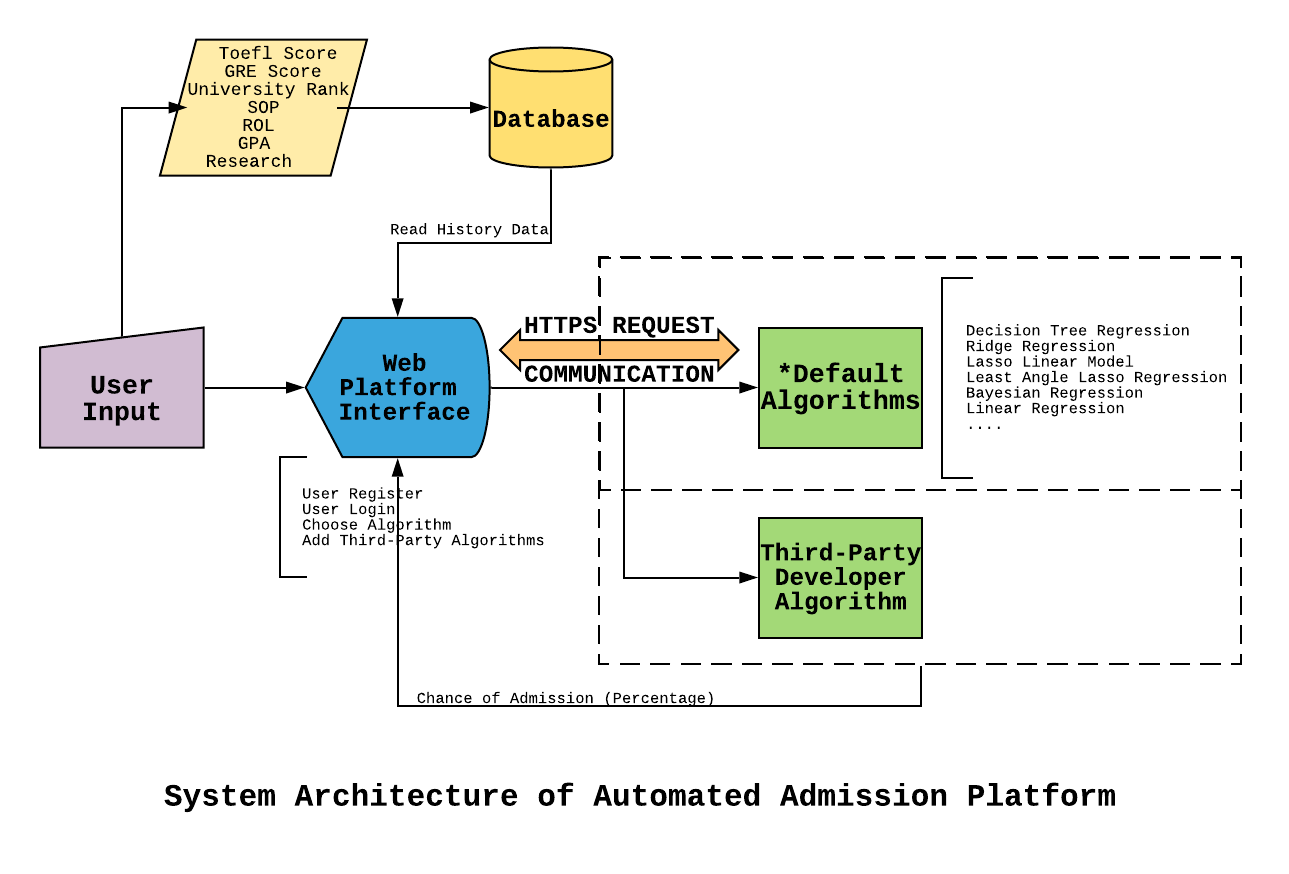 Toefl Score
GRE Score
University Rank
SOP
ROL
GPA
Research
Database
Read History Data
User
Input
Web
Platform
Interface
HTTPS REQUEST
COMMUNICATION
*Default
Algorithms
Decision Tree Regression
Ridge Regression
Lasso Linear Model
Least Angle Lasso Regression
Bayesian Regression
Linear Regression
....
User Register
User Login
Choose Algorithm
Add Third-Party Algorithms
Third-Party
Developer
Algorithm
Chance of Admission (Percentage)
System Architecture of Automated Admission Platform